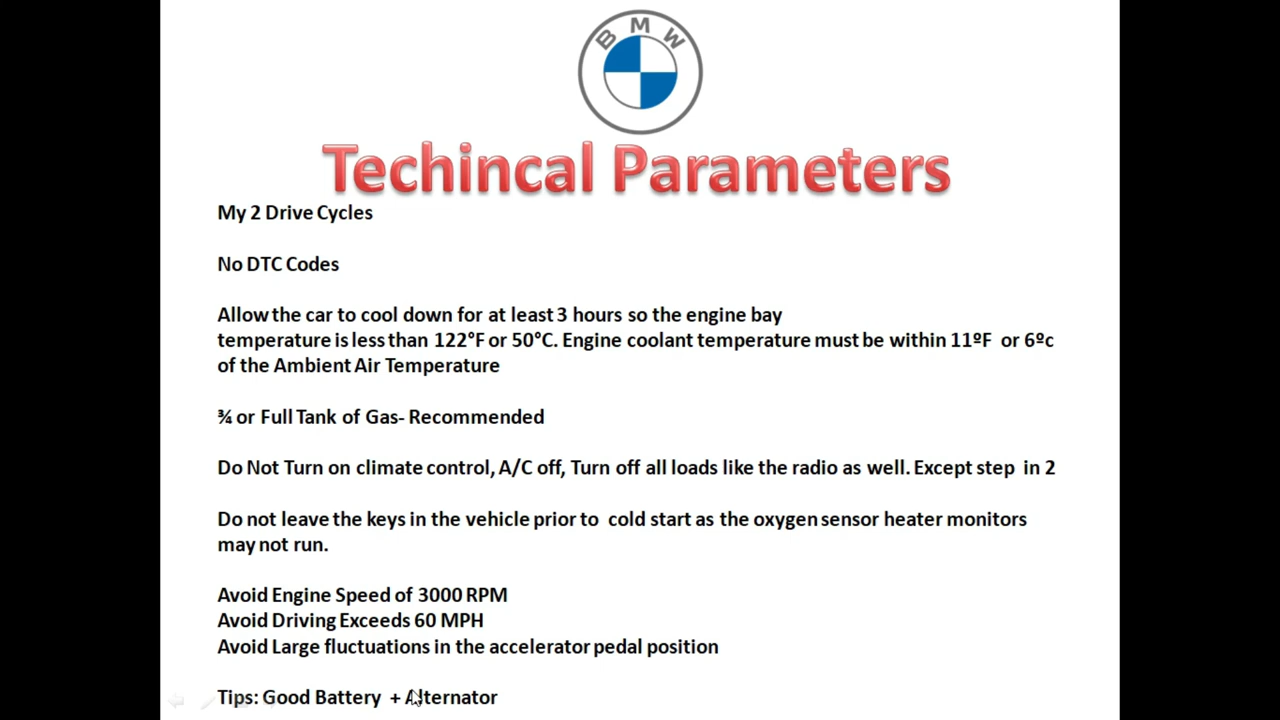 BMW
Techincal Parameters
My 2 Drive Cycles
No DTC Codes
Allow the car to cool down for at least 3 hours so the engine bay
temperature is less than 122°F or 50°C. Engine coolant temperature must be within 11ºF or 6ºc
of the Ambient Air Temperature
¾ or Full Tank of Gas- Recommended
Do Not Turn on climate control, A/C off, Turn off all loads like the radio as well. Except step in 2
Do not leave the keys in the vehicle prior to cold start as the oxygen sensor heater monitors
may not run.
Avoid Engine Speed of 3000 RPM
Avoid Driving Exceeds 60 MPH
Avoid Large fluctuations in the accelerator pedal position
Tips: Good Battery + Alternator